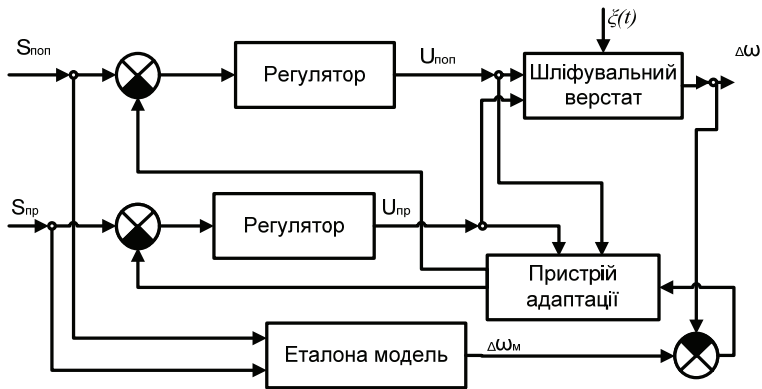 ξ(t)
Sпоп
Регулятор
Uпоп
Шліфувальний
верстат
Δω
Sпр
Регулятор
Uпр
Пристрій
адаптації
Еталона модель
Δωм